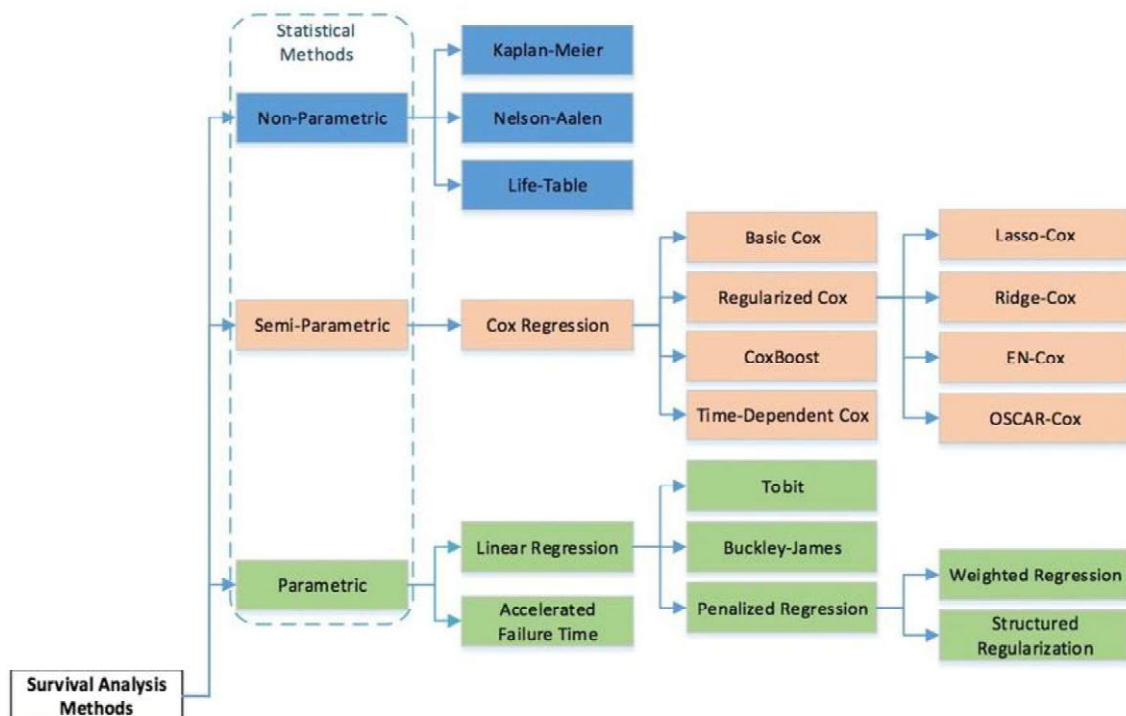 Statistical
Methods
Kaplan-Meier
Non-Parametric
Nelson-Aalen
Life-Table
Basic Cox
Lasso-Cox
Semi-Parametric
Cox Regression
Regularized Cox
Ridge-Cox
CoxBoost
EN-Cox
Time-Dependent Cox
OSCAR-Cox
Tobit
Linear Regression
Buckley-James
Parametric
Weighted Regression
Penalized Regression
Accelerated
Failure Time
Structured
Regularization
Survival Analysis
Methods